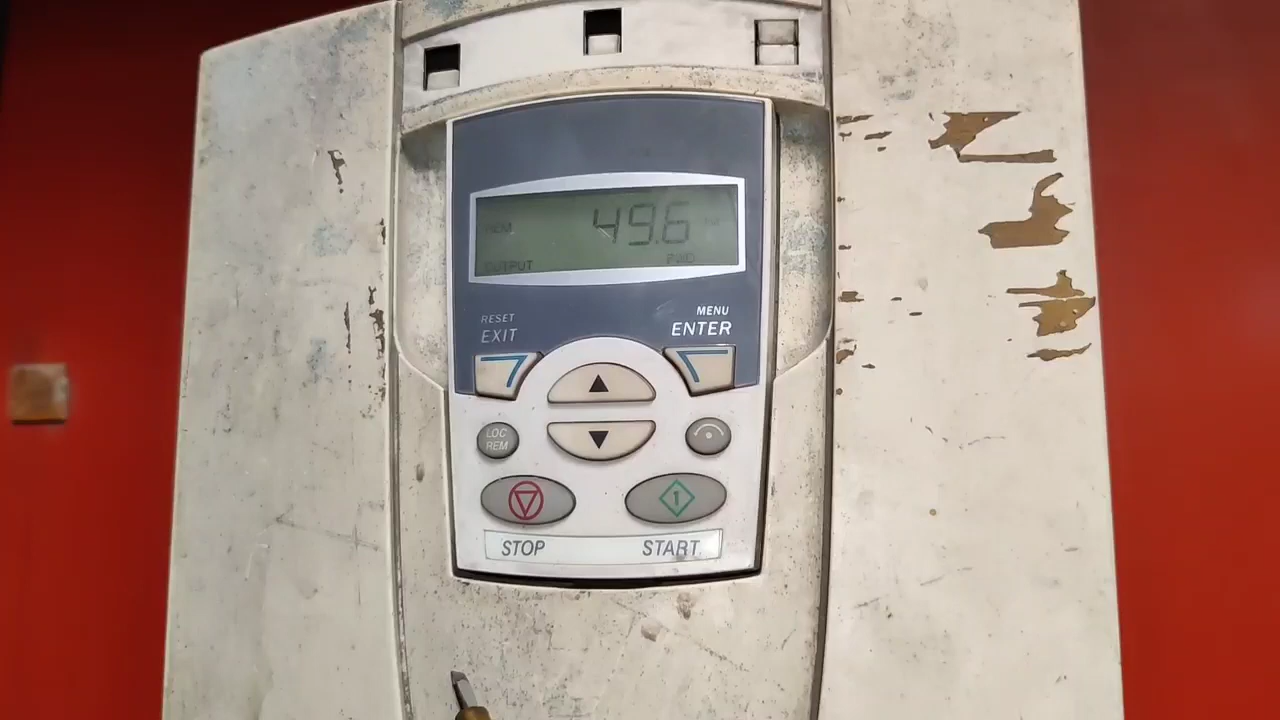 REM 49.6 Hz
OUTPUT FWD
RESET
EXIT
MENU
ENTER
LOC
REM
STOP
START